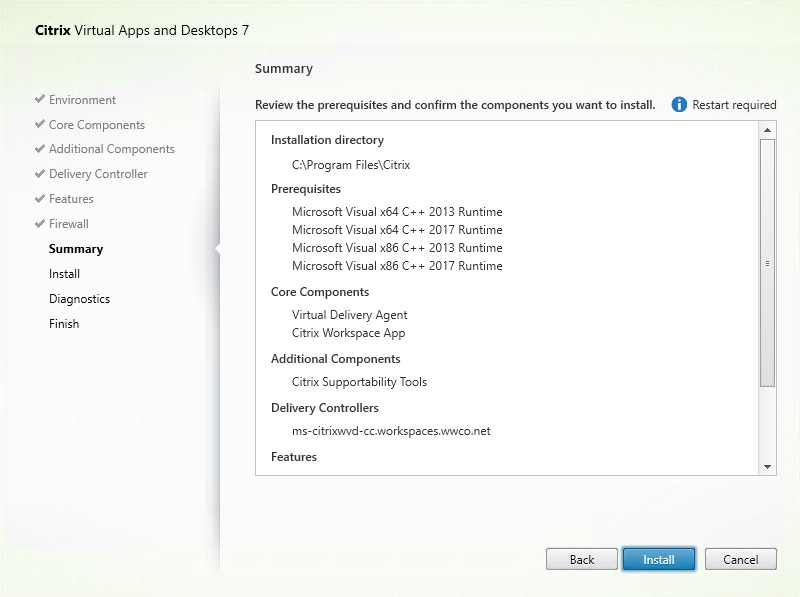 Citrix Virtual Apps and Desktops 7
Environment
Core Components
Additional Components
Delivery Controller
Features
Firewall
Summary
Install
Diagnostics
Finish
Summary
Review the prerequisites and confirm the components you want to install.
Restart required
Installation directory
C:\Program Files\Citrix
Prerequisites
Microsoft Visual x64 C++ 2013 Runtime
Microsoft Visual x64 C++ 2017 Runtime
Microsoft Visual x86 C++ 2013 Runtime
Microsoft Visual x86 C++ 2017 Runtime
Core Components
Virtual Delivery Agent
Citrix Workspace App
Additional Components
Citrix Supportability Tools
Delivery Controllers
ms-citrixwvd-cc.workspaces.wwco.net
Features
Back
Install
Cancel